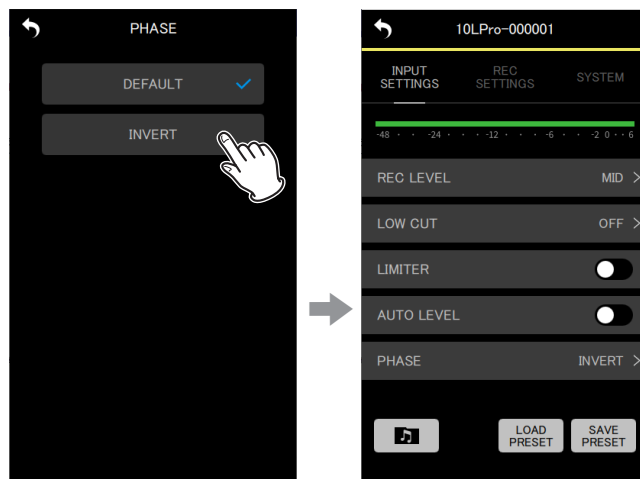 PHASE
DEFAULT
INVERT
10LPro-000001
INPUT
SETTINGS
REC
SETTINGS
SYSTEM
-48 · · -24 · · -12 · · · -6 · · -2 0 · · 6
REC LEVEL MID >
LOW CUT OFF >
LIMITER
AUTO LEVEL
PHASE INVERT >
LOAD
PRESET
SAVE
PRESET